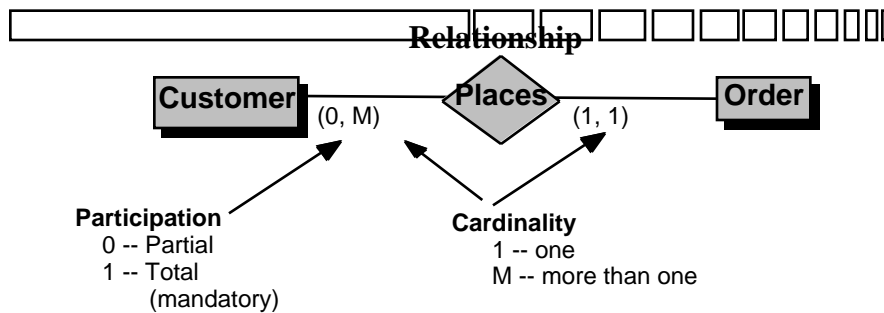 Relationship
Customer
Places
Order
(0, M)
(1, 1)
Participation
0 -- Partial
1 -- Total
(mandatory)
Cardinality
1 -- one
M -- more than one